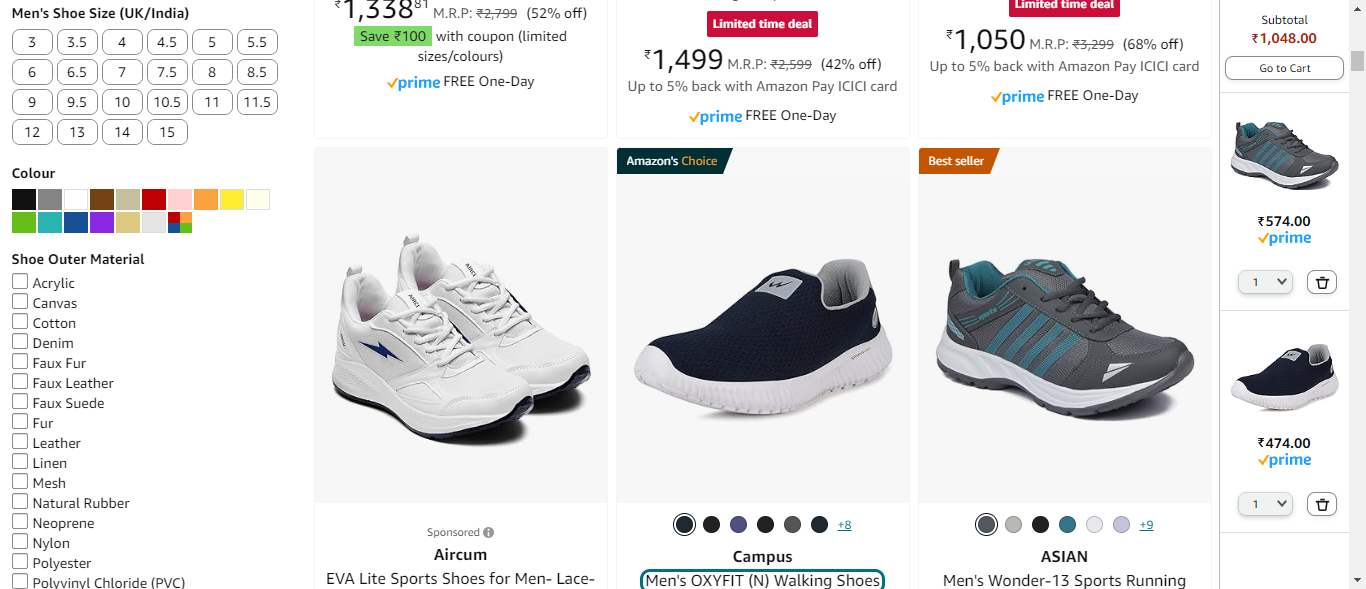 Men's Shoe Size (UK/India)
3 3.5 4 4.5 5 5.5
6 6.5 7 7.5 8 8.5
9 9.5 10 10.5 11 11.5
12 13 14 15
Colour
Shoe Outer Material
Acrylic
Canvas
Cotton
Denim
Faux Fur
Faux Leather
Faux Suede
Fur
Leather
Linen
Mesh
Natural Rubber
Neoprene
Nylon
Polyester
Polyvinyl Chloride (PVC)
₹1,338⁸¹ M.R.P: ₹2,799 (52% off)
Save ₹100 with coupon (limited
sizes/colours)
prime FREE One-Day
Limited time deal
₹1,499 M.R.P: ₹2,599 (42% off)
Up to 5% back with Amazon Pay ICICI card
prime FREE One-Day
Limited time deal
₹1,050 M.R.P: ₹3,299 (68% off)
Up to 5% back with Amazon Pay ICICI card
prime FREE One-Day
Sponsored
Aircum
EVA Lite Sports Shoes for Men- Lace-
Amazon's Choice
+8
Campus
Men's OXYFIT (N) Walking Shoes
Best seller
+9
ASIAN
Men's Wonder-13 Sports Running
Subtotal
₹1,048.00
Go to Cart
₹574.00
prime
1
₹474.00
prime
1